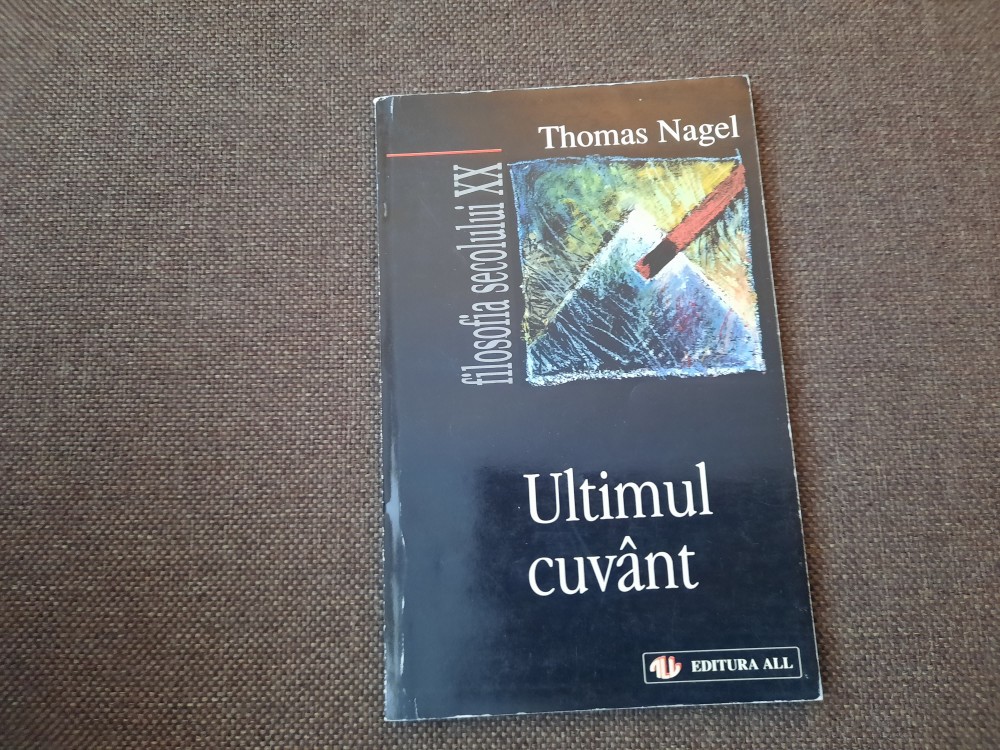 Thomas Nagel
filosofia secolului XX
Ultimul
cuvânt
EDITURA ALL